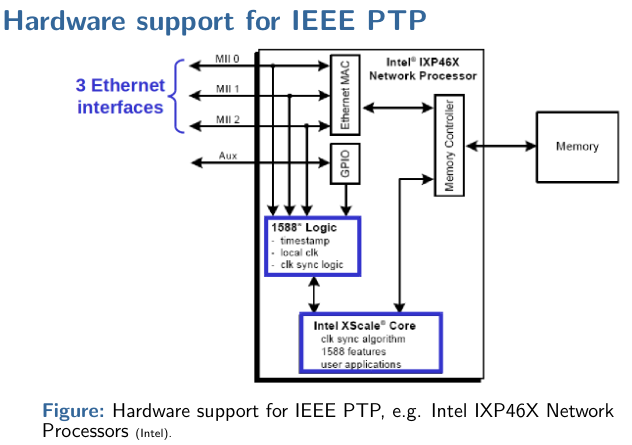 Hardware support for IEEE PTP
3 Ethernet
interfaces
MII 0
MII 1
MII 2
Aux
Ethernet MAC
GPIO
Intel® IXP46X
Network Processor
Memory Controller
Memory
1588* Logic
- timestamp
- local clk
- clk sync logic
Intel XScale® Core
clk sync algorithm
1588 features
user applications
Figure: Hardware support for IEEE PTP, e.g. Intel IXP46X Network
Processors (Intel).